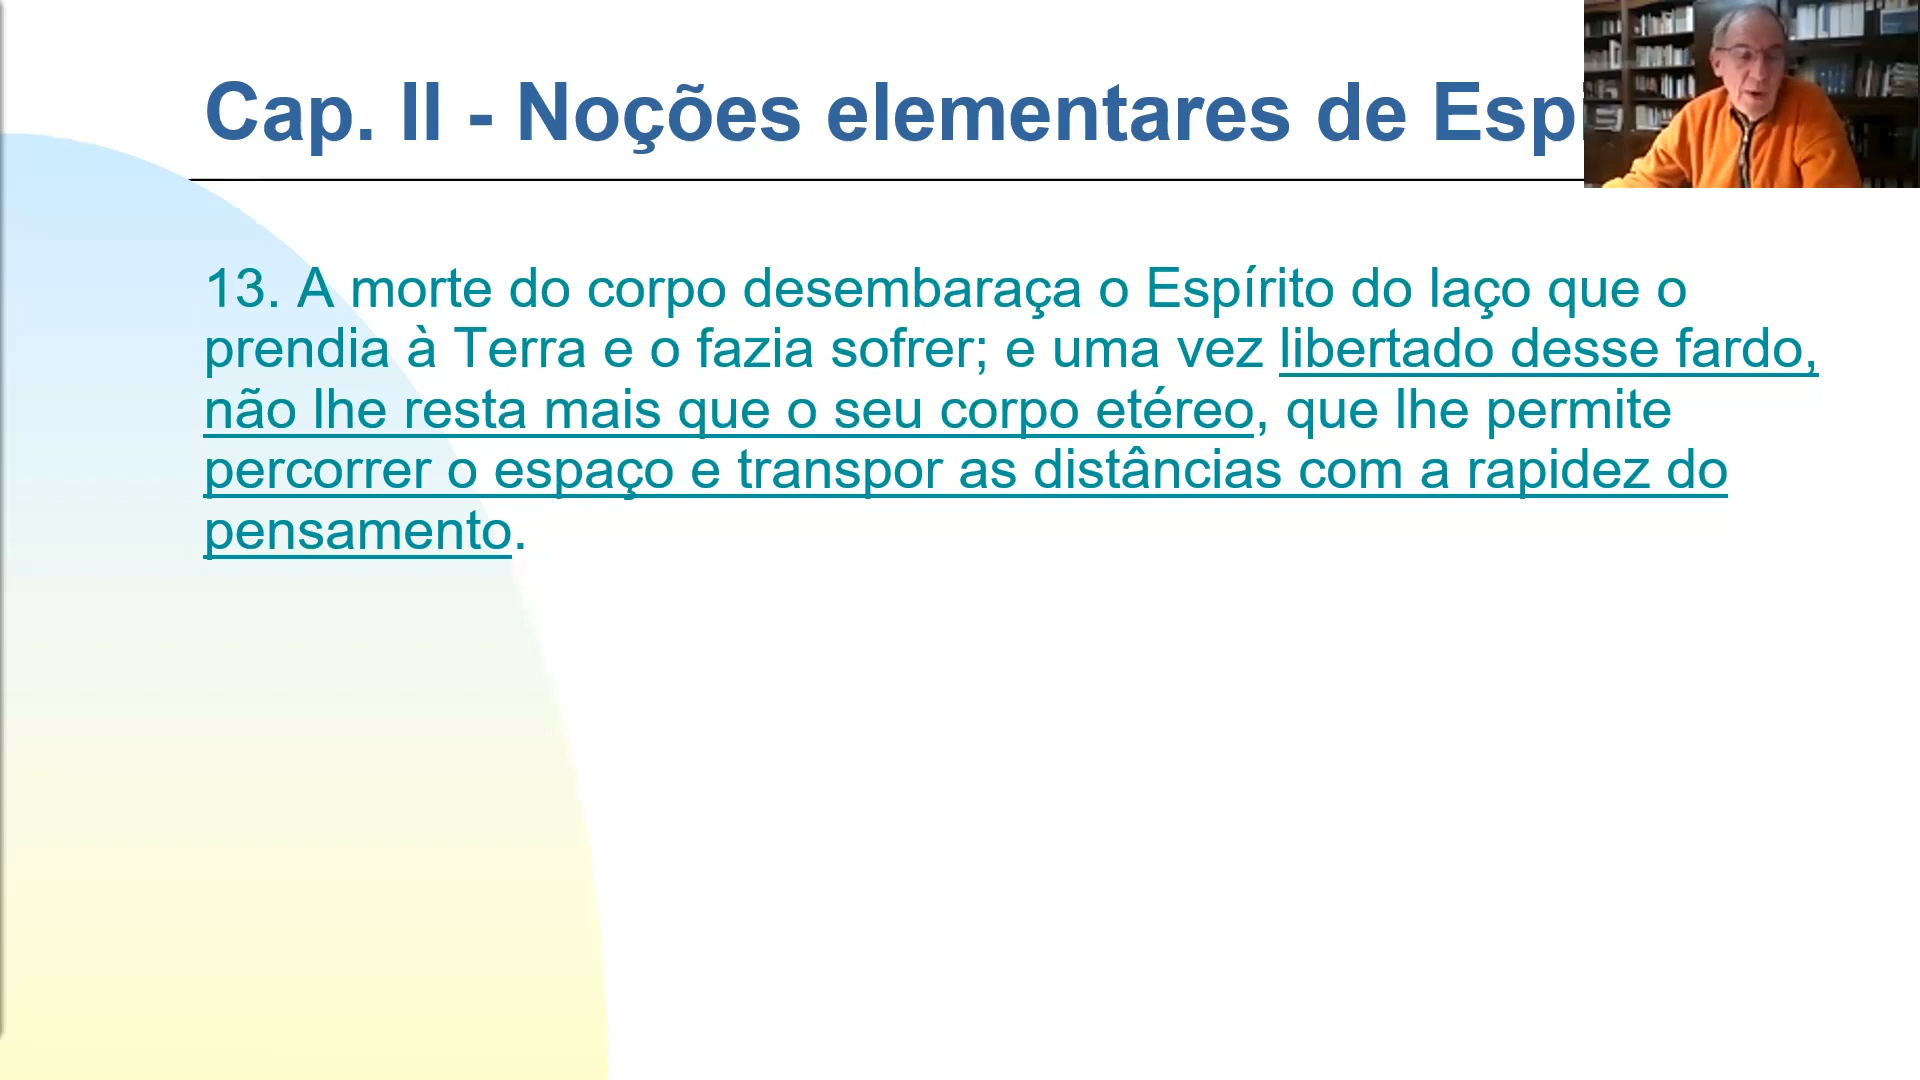 Cap. II - Noções elementares de
13. A morte do corpo desembaraça o Espírito do laço que o
prendia à Terra e o fazia sofrer; e uma vez libertado desse fardo,
não lhe resta mais que o seu corpo etéreo, que lhe permite
percorrer o espaço e transpor as distâncias com a rapidez do
pensamento.